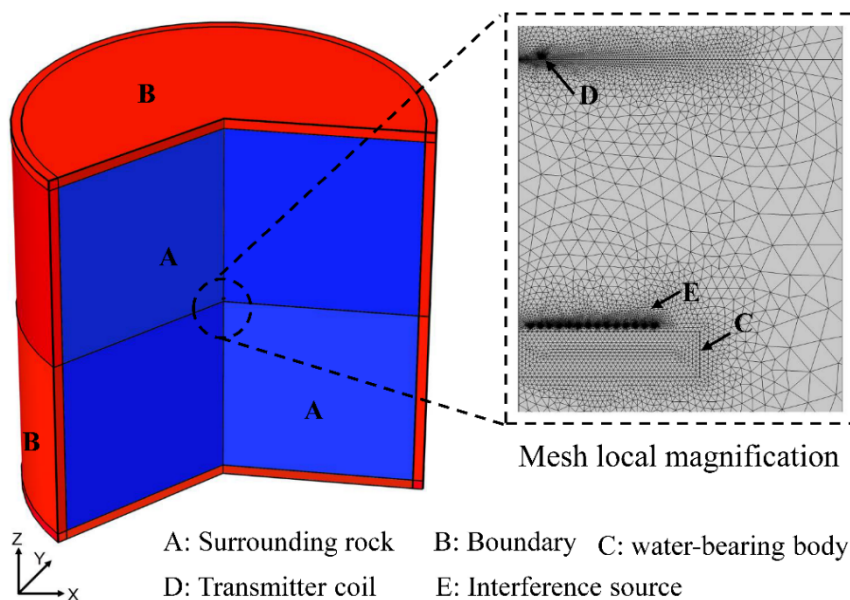 B
A
A
B
D
E
C
Mesh local magnification
Z
Y
X
A: Surrounding rock B: Boundary C: water-bearing body
D: Transmitter coil E: Interference source